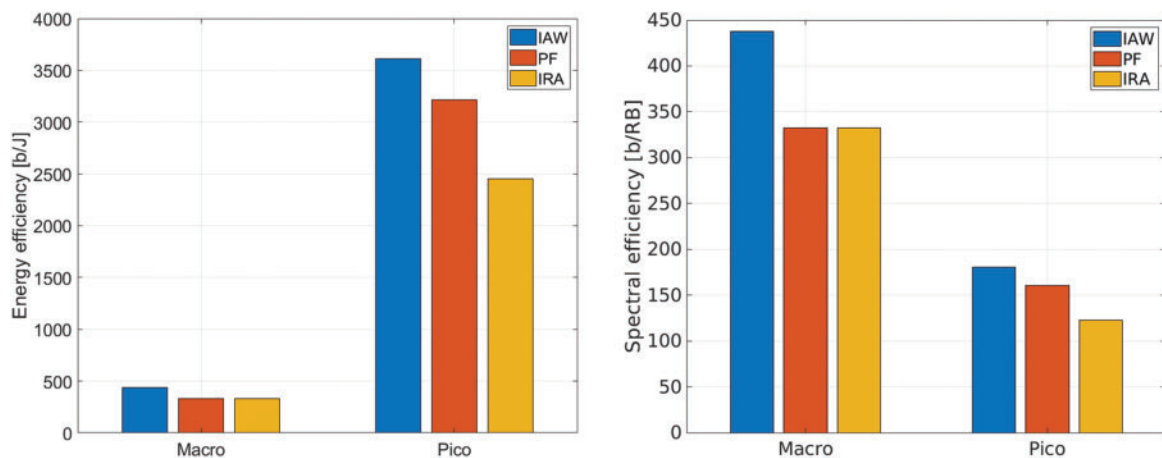 Energy efficiency [b/J]
4000
3500
3000
2500
2000
1500
1000
500
0
IAW
PF
IRA
Macro
Pico
Spectral efficiency [b/RB]
450
400
350
300
250
200
150
100
50
0
IAW
PF
IRA
Macro
Pico